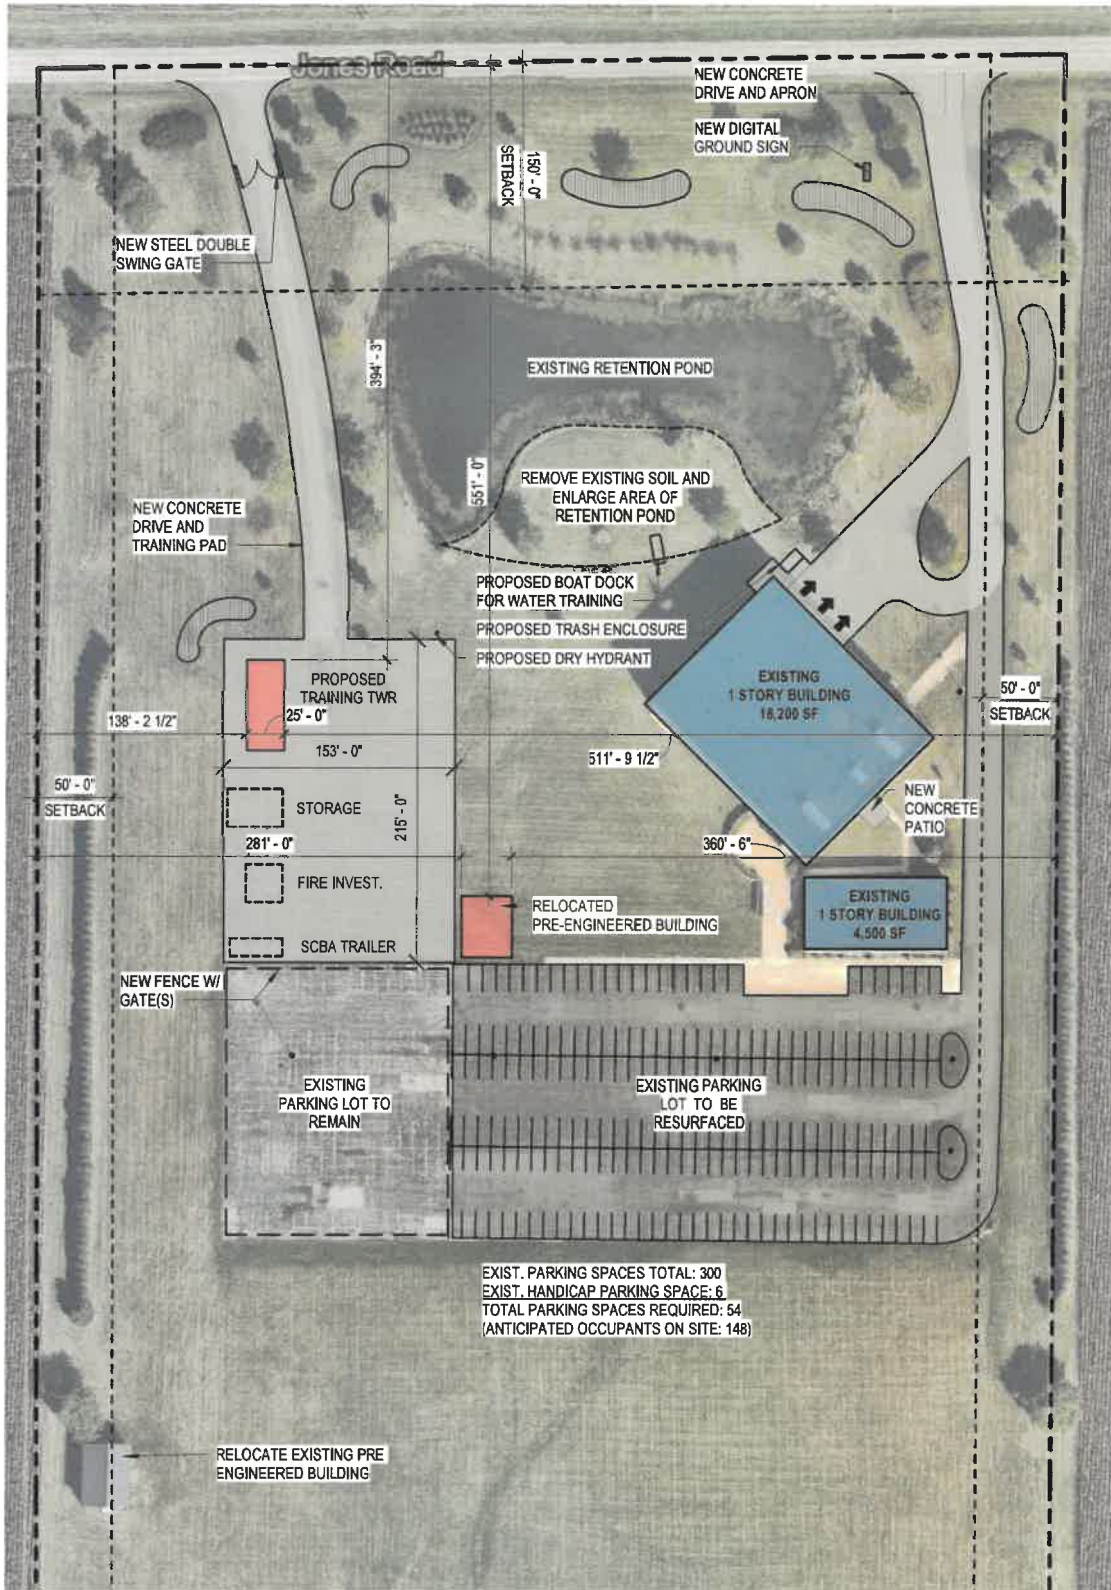 Jones Road
NEW CONCRETE
DRIVE AND APRON
NEW DIGITAL
GROUND SIGN
150' - 0"
SETBACK
NEW STEEL DOUBLE
SWING GATE
394' - 3"
EXISTING RETENTION POND
551' - 0"
REMOVE EXISTING SOIL AND
ENLARGE AREA OF
RETENTION POND
NEW CONCRETE
DRIVE AND
TRAINING PAD
PROPOSED BOAT DOCK
FOR WATER TRAINING
PROPOSED TRASH ENCLOSURE
PROPOSED DRY HYDRANT
PROPOSED
TRAINING TWR
25' - 0"
138' - 2 1/2"
153' - 0"
EXISTING
1 STORY BUILDING
18,200 SF
50' - 0"
SETBACK
511' - 9 1/2"
50' - 0"
SETBACK
STORAGE
215' - 0"
NEW
CONCRETE
PATIO
281' - 0"
360' - 6"
FIRE INVEST.
RELOCATED
PRE-ENGINEERED BUILDING
EXISTING
1 STORY BUILDING
4,500 SF
SCBA TRAILER
NEW FENCE W/
GATE(S)
EXISTING
PARKING LOT TO
REMAIN
EXISTING PARKING
LOT TO BE
RESURFACED
EXIST. PARKING SPACES TOTAL: 300
EXIST. HANDICAP PARKING SPACE: 6
TOTAL PARKING SPACES REQUIRED: 54
(ANTICIPATED OCCUPANTS ON SITE: 148)
RELOCATE EXISTING PRE
ENGINEERED BUILDING